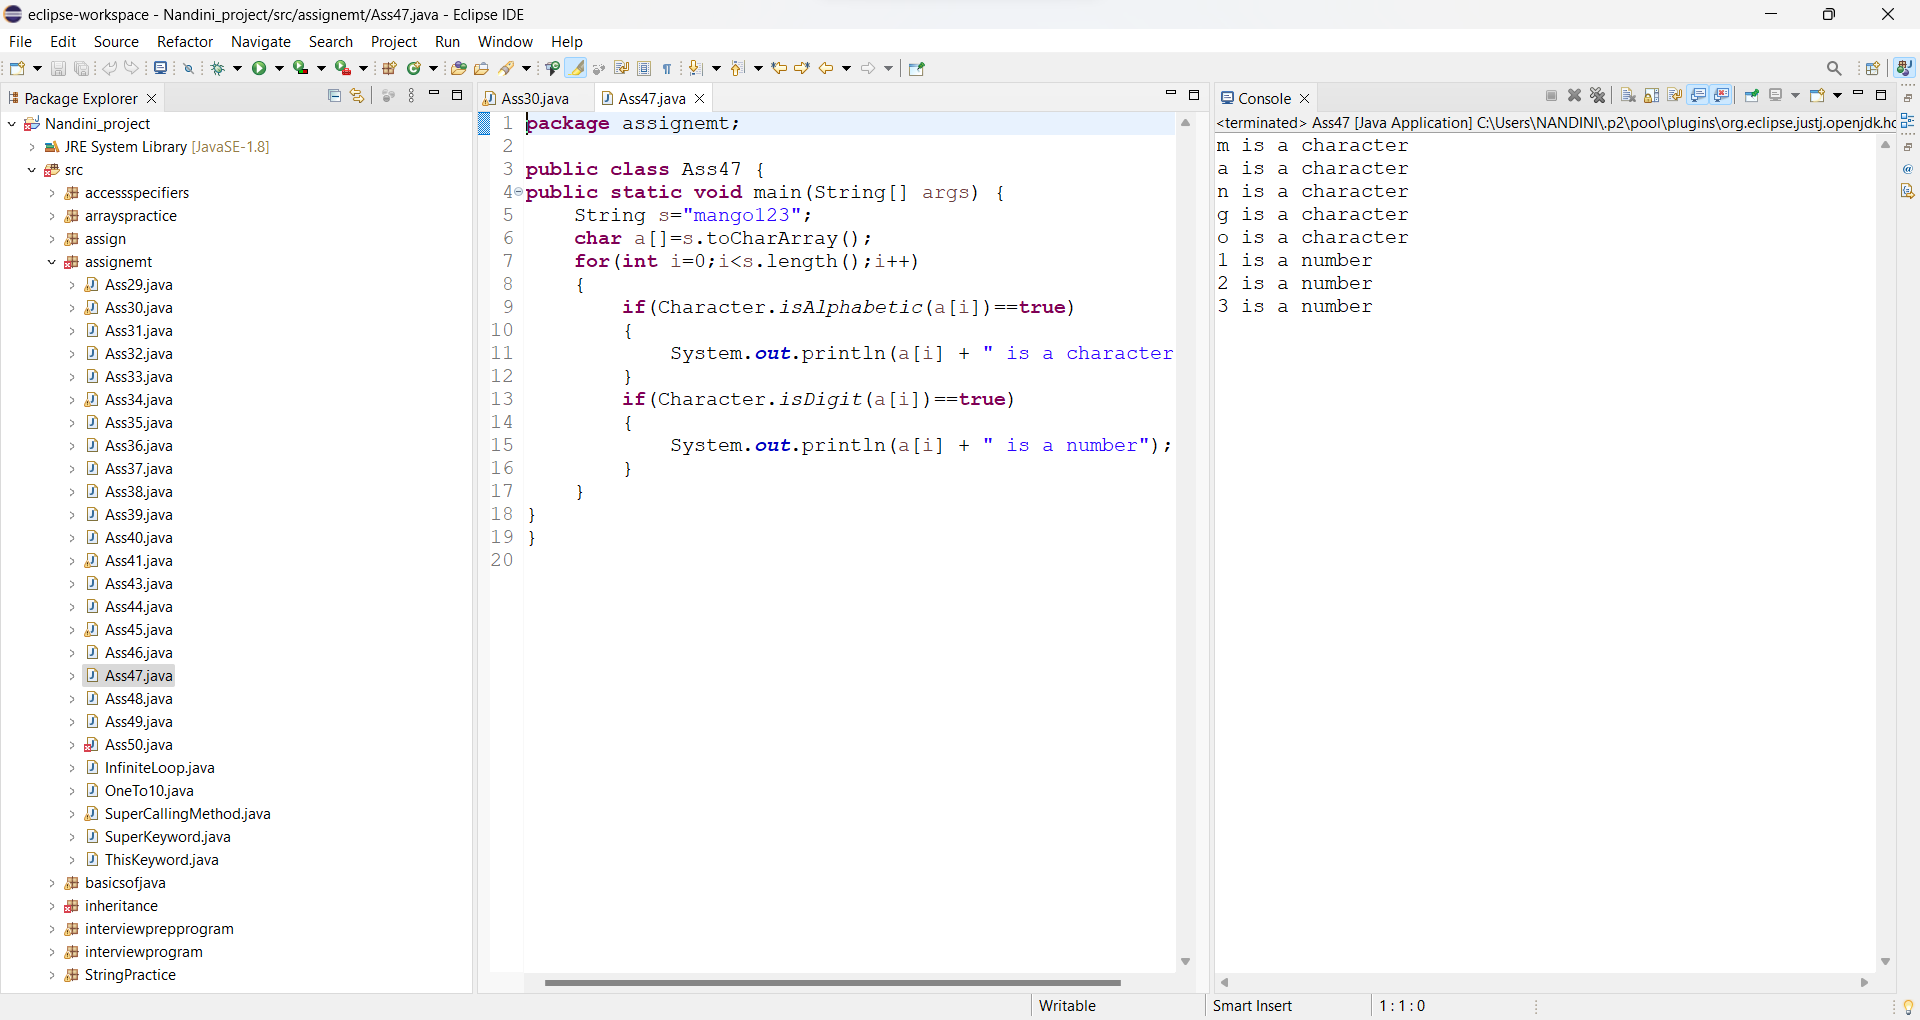 eclipse-workspace - Nandini_project/src/assignemt/Ass47.java - Eclipse IDE
File Edit Source Refactor Navigate Search Project Run Window Help
Package Explorer
Nandini_project
JRE System Library [JavaSE-1.8]
src
accessspecifiers
arrayspractice
assign
assignemt
Ass29.java
Ass30.java
Ass31.java
Ass32.java
Ass33.java
Ass34.java
Ass35.java
Ass36.java
Ass37.java
Ass38.java
Ass39.java
Ass40.java
Ass41.java
Ass43.java
Ass44.java
Ass45.java
Ass46.java
Ass47.java
Ass48.java
Ass49.java
Ass50.java
InfiniteLoop.java
OneTo10.java
SuperCallingMethod.java
SuperKeyword.java
ThisKeyword.java
basicsofjava
inheritance
interviewprepprogram
interviewprogram
StringPractice
Ass30.java Ass47.java
1 package assignemt;
2
3 public class Ass47 {
4 public static void main(String[] args) {
5 String s="mango123";
6 char a[]=s.toCharArray();
7 for(int i=0;i<s.length();i++)
8 {
9 if(Character.isAlphabetic(a[i])==true)
10 {
11 System.out.println(a[i] + " is a character
12 }
13 if(Character.isDigit(a[i])==true)
14 {
15 System.out.println(a[i] + " is a number");
16 }
17 }
18 }
19 }
20
Console
<terminated> Ass47 [Java Application] C:\Users\NANDINI\.p2\pool\plugins\org.eclipse.justj.openjdk.hc
m is a character
a is a character
n is a character
g is a character
o is a character
1 is a number
2 is a number
3 is a number
Writable Smart Insert 1 : 1 : 0